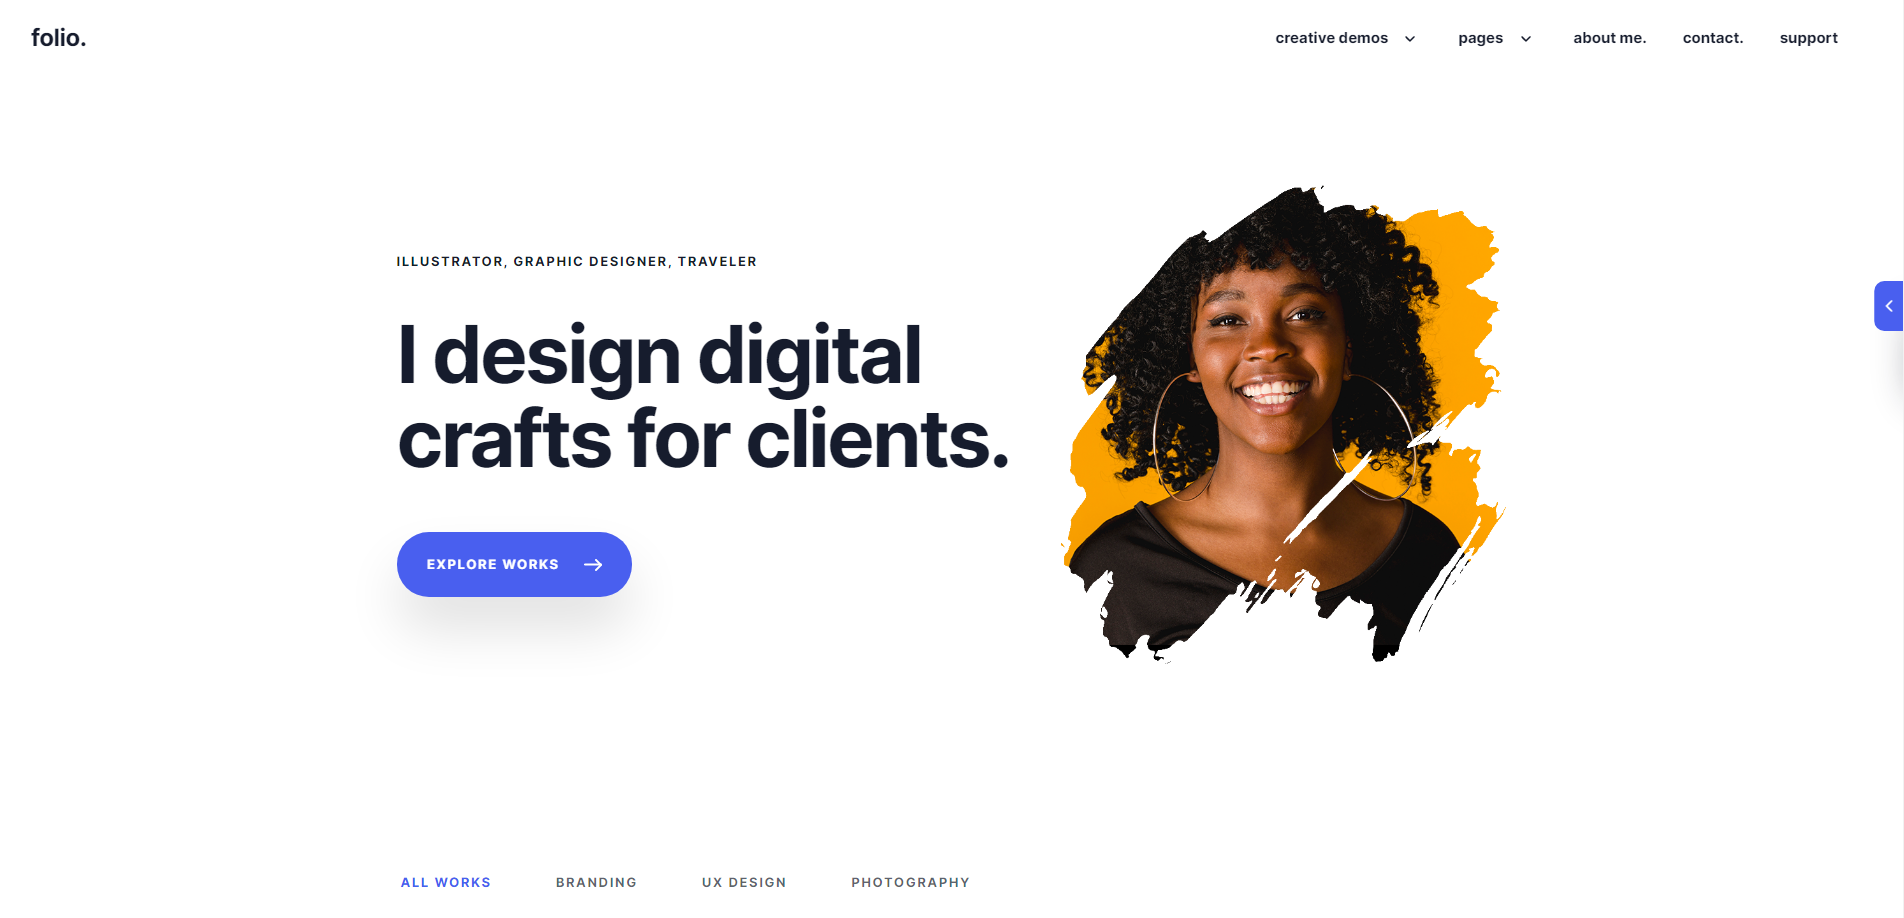 folio.
creative demos
pages
about me.
contact.
support
ILLUSTRATOR, GRAPHIC DESIGNER, TRAVELER
I design digital
crafts for clients.
EXPLORE WORKS
ALL WORKS
BRANDING
UX DESIGN
PHOTOGRAPHY